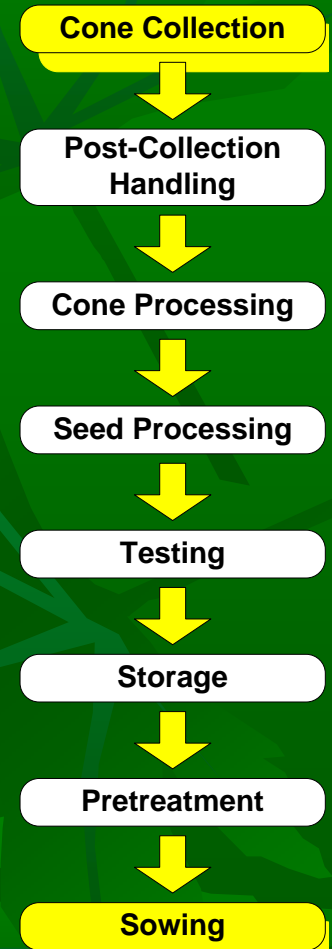 Cone Collection
Post-Collection
Handling
Cone Processing
Seed Processing
Testing
Storage
Pretreatment
Sowing